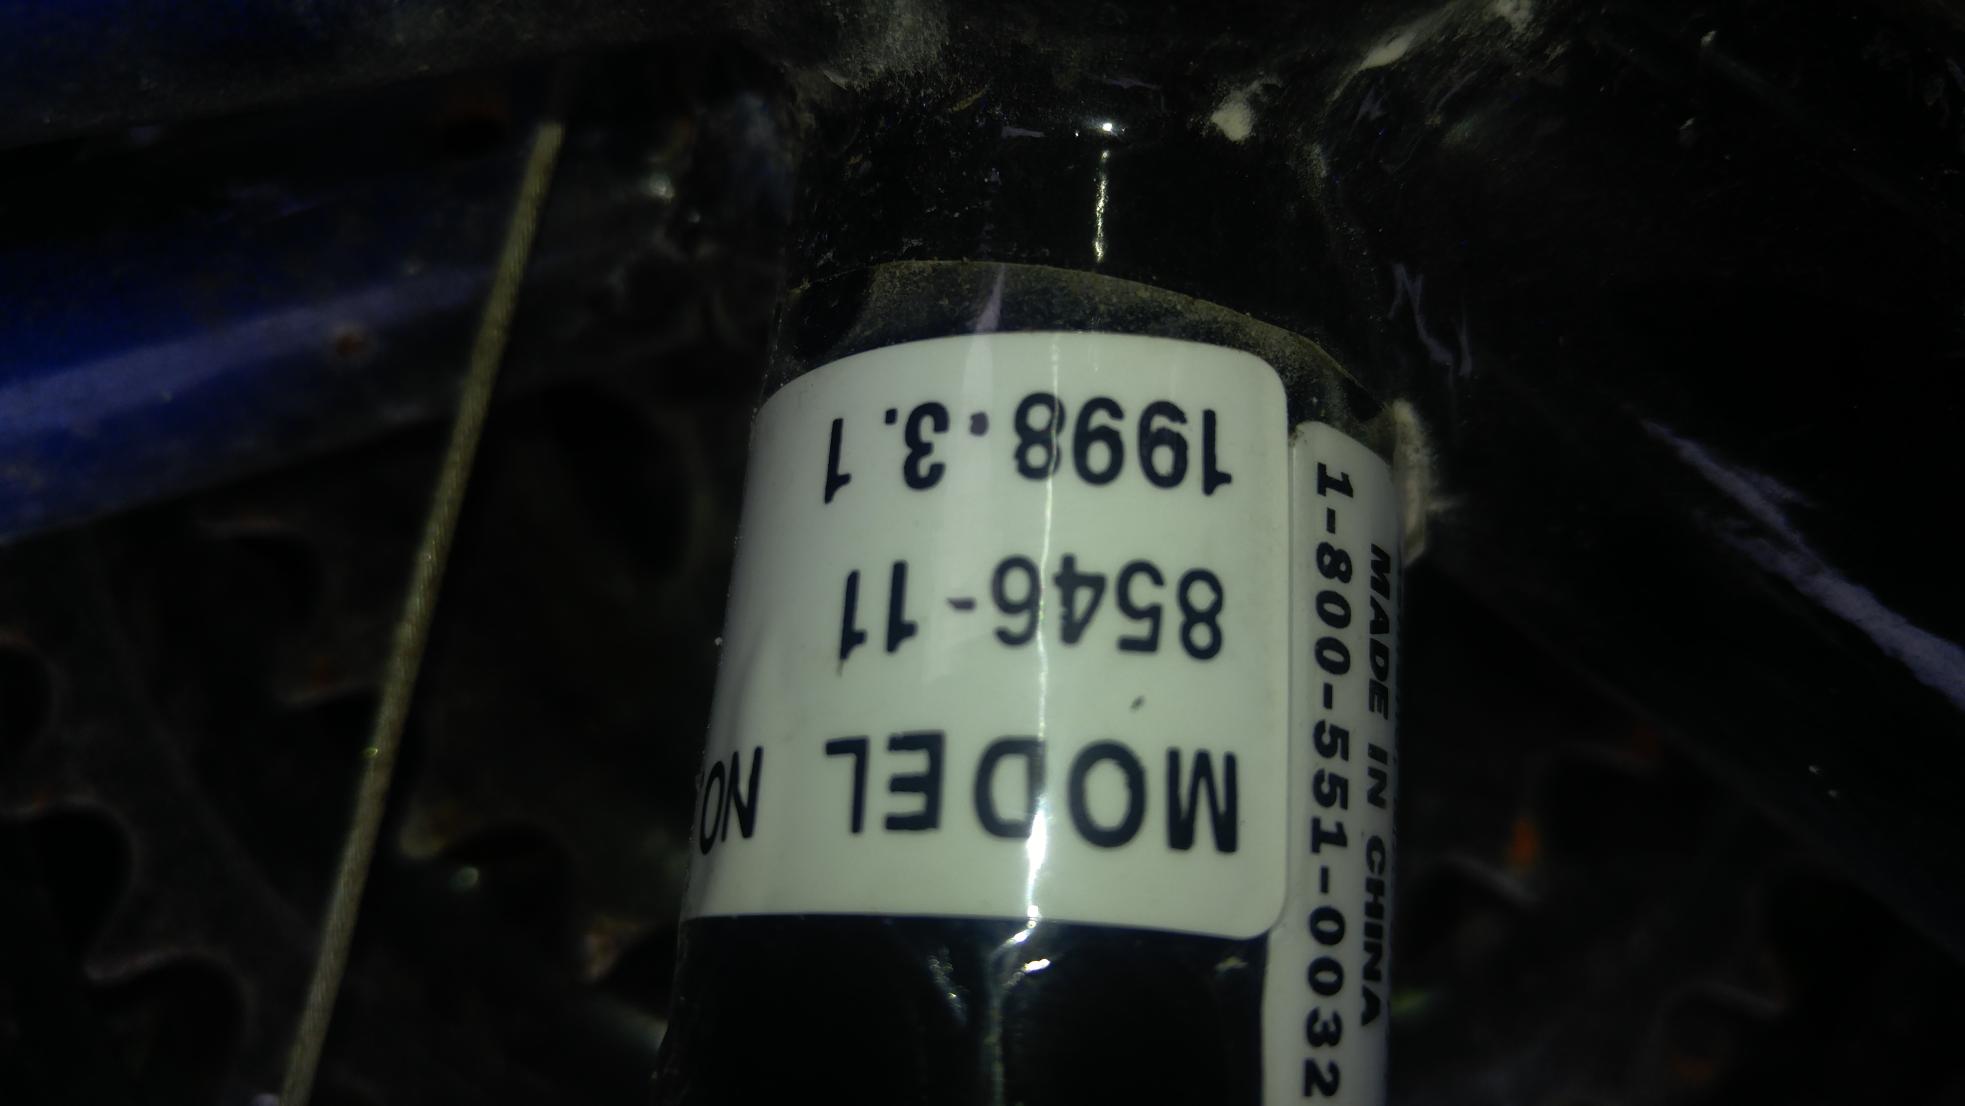 MODEL NO.
8546-11
1998.3.1
1-800-551-0032
MADE IN CHINA